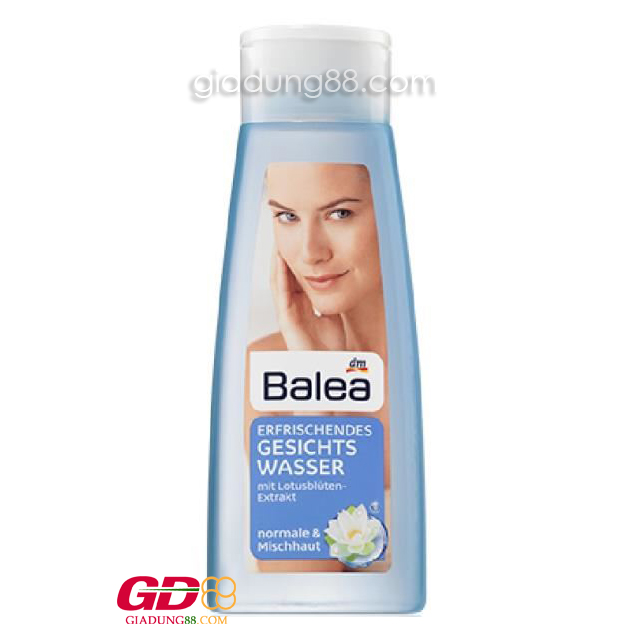 giadung88.com
dm
Balea
ERFRISCHENDES
GESICHTS
WASSER
mit Lotusblüten-
Extrakt
normale &
Mischhaut
GD88
GIADUNG88.COM